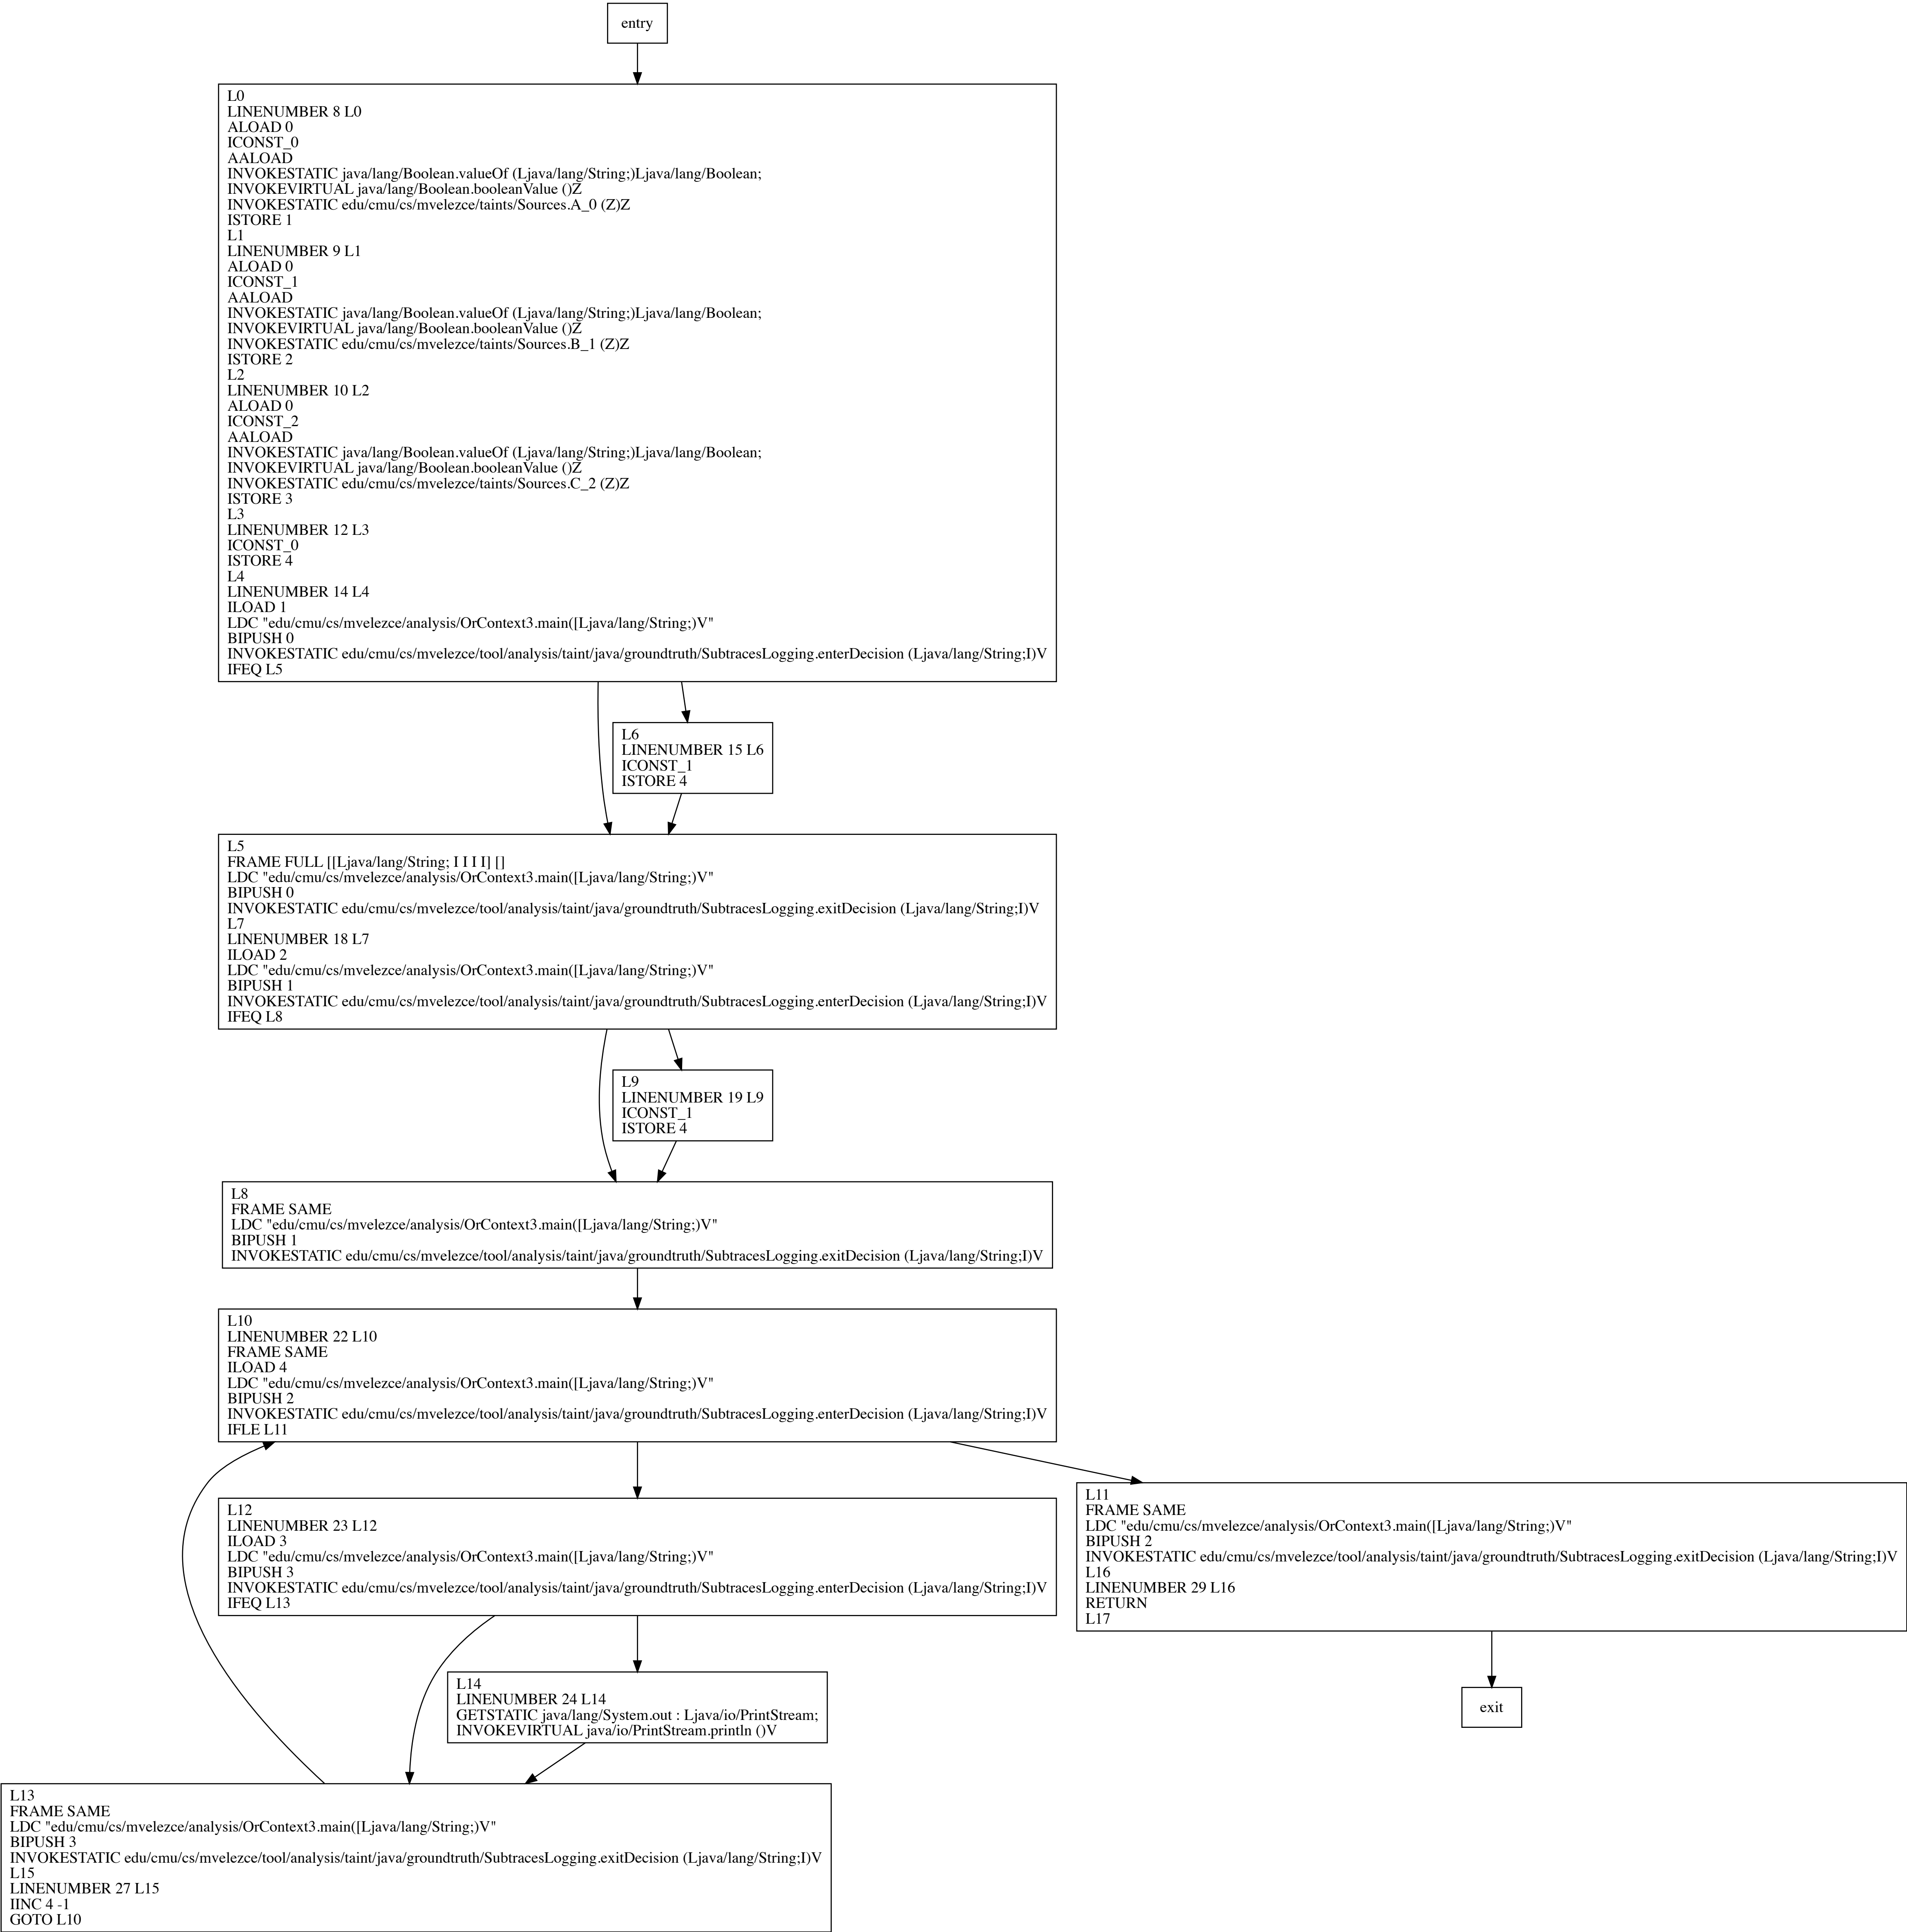 entry
L0
LINENUMBER 8 L0
ALOAD 0
ICONST_0
AALOAD
INVOKESTATIC java/lang/Boolean.valueOf (Ljava/lang/String;)Ljava/lang/Boolean;
INVOKEVIRTUAL java/lang/Boolean.booleanValue ()Z
INVOKESTATIC edu/cmu/cs/mvelezce/taints/Sources.A_0 (Z)Z
ISTORE 1
L1
LINENUMBER 9 L1
ALOAD 0
ICONST_1
AALOAD
INVOKESTATIC java/lang/Boolean.valueOf (Ljava/lang/String;)Ljava/lang/Boolean;
INVOKEVIRTUAL java/lang/Boolean.booleanValue ()Z
INVOKESTATIC edu/cmu/cs/mvelezce/taints/Sources.B_1 (Z)Z
ISTORE 2
L2
LINENUMBER 10 L2
ALOAD 0
ICONST_2
AALOAD
INVOKESTATIC java/lang/Boolean.valueOf (Ljava/lang/String;)Ljava/lang/Boolean;
INVOKEVIRTUAL java/lang/Boolean.booleanValue ()Z
INVOKESTATIC edu/cmu/cs/mvelezce/taints/Sources.C_2 (Z)Z
ISTORE 3
L3
LINENUMBER 12 L3
ICONST_0
ISTORE 4
L4
LINENUMBER 14 L4
ILOAD 1
LDC "edu/cmu/cs/mvelezce/analysis/OrContext3.main([Ljava/lang/String;)V"
BIPUSH 0
INVOKESTATIC edu/cmu/cs/mvelezce/tool/analysis/taint/java/groundtruth/SubtracesLogging.enterDecision (Ljava/lang/String;I)V
IFEQ L5
L6
LINENUMBER 15 L6
ICONST_1
ISTORE 4
L5
FRAME FULL [[Ljava/lang/String; I I I I] []
LDC "edu/cmu/cs/mvelezce/analysis/OrContext3.main([Ljava/lang/String;)V"
BIPUSH 0
INVOKESTATIC edu/cmu/cs/mvelezce/tool/analysis/taint/java/groundtruth/SubtracesLogging.exitDecision (Ljava/lang/String;I)V
L7
LINENUMBER 18 L7
ILOAD 2
LDC "edu/cmu/cs/mvelezce/analysis/OrContext3.main([Ljava/lang/String;)V"
BIPUSH 1
INVOKESTATIC edu/cmu/cs/mvelezce/tool/analysis/taint/java/groundtruth/SubtracesLogging.enterDecision (Ljava/lang/String;I)V
IFEQ L8
L9
LINENUMBER 19 L9
ICONST_1
ISTORE 4
L8
FRAME SAME
LDC "edu/cmu/cs/mvelezce/analysis/OrContext3.main([Ljava/lang/String;)V"
BIPUSH 1
INVOKESTATIC edu/cmu/cs/mvelezce/tool/analysis/taint/java/groundtruth/SubtracesLogging.exitDecision (Ljava/lang/String;I)V
L10
LINENUMBER 22 L10
FRAME SAME
ILOAD 4
LDC "edu/cmu/cs/mvelezce/analysis/OrContext3.main([Ljava/lang/String;)V"
BIPUSH 2
INVOKESTATIC edu/cmu/cs/mvelezce/tool/analysis/taint/java/groundtruth/SubtracesLogging.enterDecision (Ljava/lang/String;I)V
IFLE L11
L12
LINENUMBER 23 L12
ILOAD 3
LDC "edu/cmu/cs/mvelezce/analysis/OrContext3.main([Ljava/lang/String;)V"
BIPUSH 3
INVOKESTATIC edu/cmu/cs/mvelezce/tool/analysis/taint/java/groundtruth/SubtracesLogging.enterDecision (Ljava/lang/String;I)V
IFEQ L13
L11
FRAME SAME
LDC "edu/cmu/cs/mvelezce/analysis/OrContext3.main([Ljava/lang/String;)V"
BIPUSH 2
INVOKESTATIC edu/cmu/cs/mvelezce/tool/analysis/taint/java/groundtruth/SubtracesLogging.exitDecision (Ljava/lang/String;I)V
L16
LINENUMBER 29 L16
RETURN
L17
L14
LINENUMBER 24 L14
GETSTATIC java/lang/System.out : Ljava/io/PrintStream;
INVOKEVIRTUAL java/io/PrintStream.println ()V
exit
L13
FRAME SAME
LDC "edu/cmu/cs/mvelezce/analysis/OrContext3.main([Ljava/lang/String;)V"
BIPUSH 3
INVOKESTATIC edu/cmu/cs/mvelezce/tool/analysis/taint/java/groundtruth/SubtracesLogging.exitDecision (Ljava/lang/String;I)V
L15
LINENUMBER 27 L15
IINC 4 -1
GOTO L10